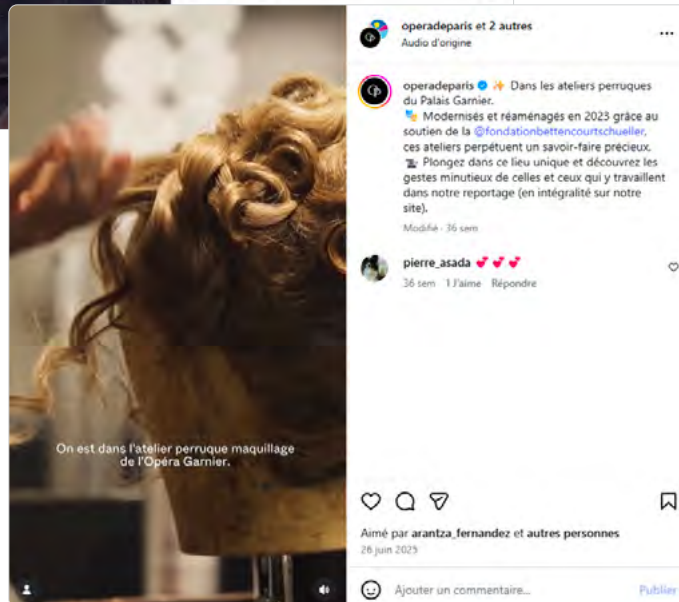 operadeparis et 2 autres
Audio d'origine
operadeparis ✨ Dans les ateliers perruques
du Palais Garnier.
🎭 Modernisés et réaménagés en 2023 grâce au
soutien de la @fondationbettencourtschueller,
ces ateliers perpétuent un savoir-faire précieux.
Plongez dans ce lieu unique et découvrez les
gestes minutieux de celles et ceux qui y travaillent
dans notre reportage (en intégralité sur notre
site).
Modifié · 36 sem
pierre_asada 💕💕💕
36 sem 1 J'aime Répondre
On est dans l'atelier perruque maquillage
de l'Opéra Garnier.
Aimé par arantza_fernandez et autres personnes
26 juin 2025
Ajouter un commentaire... Publier